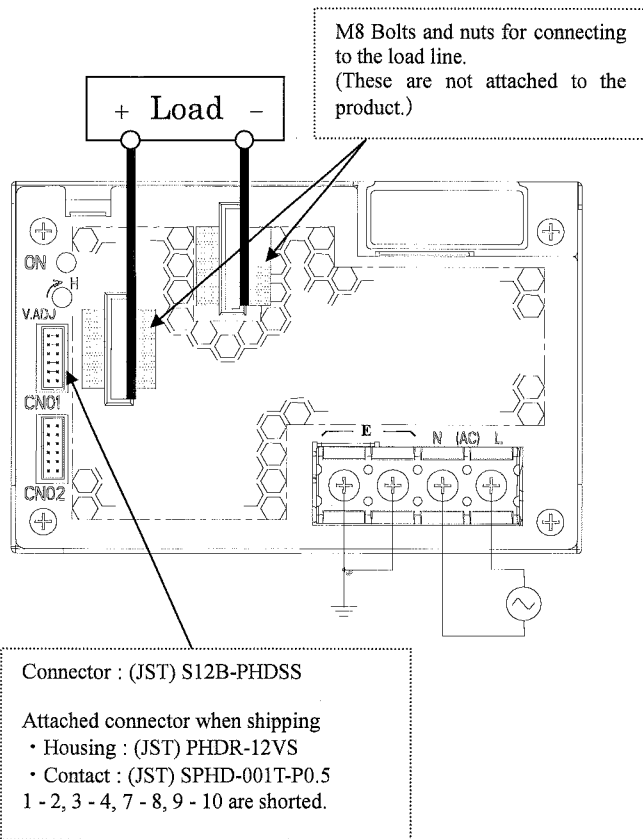 M8 Bolts and nuts for connecting
to the load line.
(These are not attached to the
product.)
+ Load -
ON
H
V.ADJ
CN01
CN02
E N (AC) L
Connector : (JST) S12B-PHDSS
Attached connector when shipping
・Housing : (JST) PHDR-12VS
・Contact : (JST) SPHD-001T-P0.5
1 - 2, 3 - 4, 7 - 8, 9 - 10 are shorted.